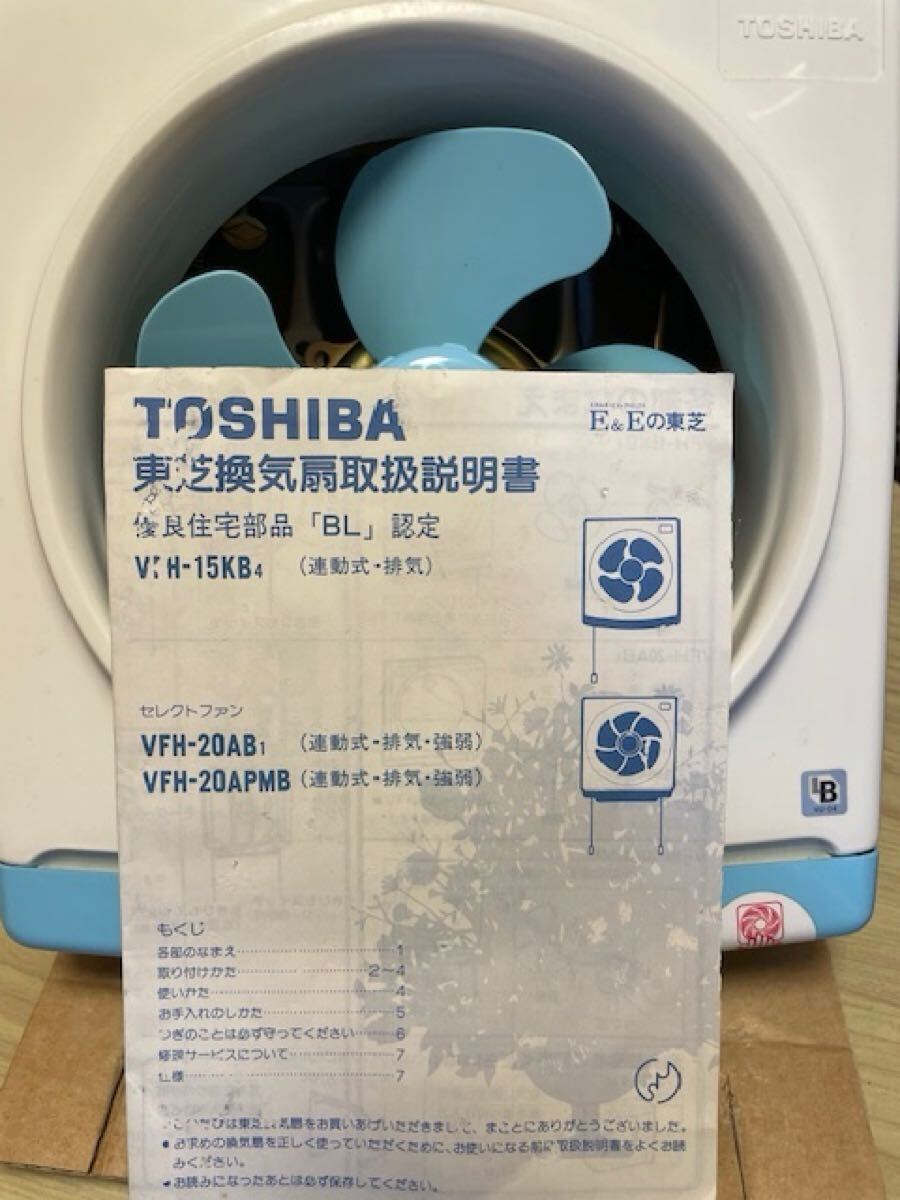 TOSHIBA
TOSHIBA
E&Eの東芝
東芝換気扇取扱説明書
優良住宅部品「BL」認定
VFH-15KB4 (連動式・排気)
セレクトファン
VFH-20AB1 (連動式・排気・強弱)
VFH-20APMB (連動式・排気・強弱)
BL
もくじ
各部のなまえ 1
取り付けかた 2~4
使いかた 4
お手入れのしかた 5
つぎのことは必ず守ってください 6
修理サービスについて 7
仕様 7
このたびは東芝換気扇をお買いあげいただきまして、まことにありがとうございました。
●お求めの換気扇を正しく使っていただくために、お使いになる前に取扱説明書をよくお読
みください。
●お読みになったあとは必ず保存してください。